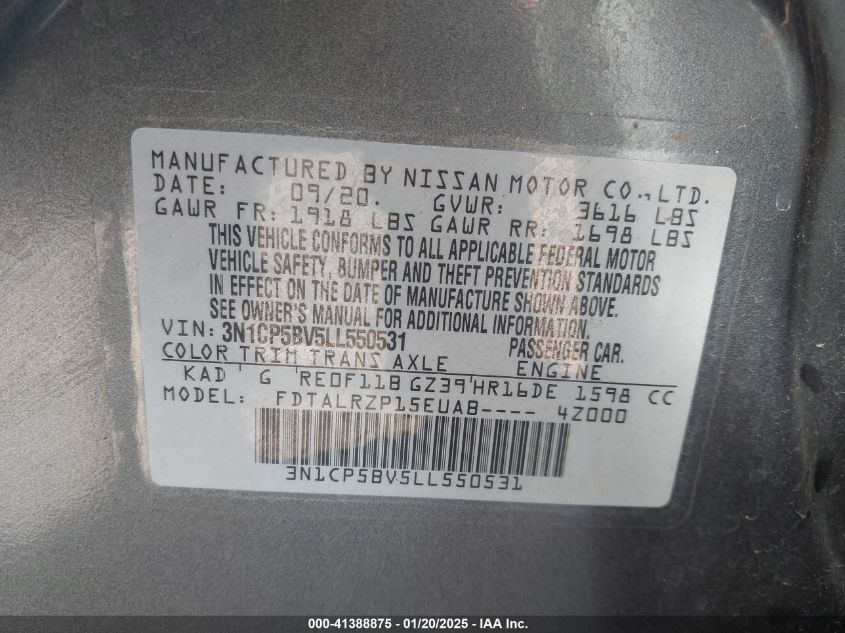 MANUFACTURED BY NISSAN MOTOR CO., LTD.
DATE: 09/20. GVWR: 3616 LBS
GAWR FR: 1918 LBS GAWR RR: 1698 LBS
THIS VEHICLE CONFORMS TO ALL APPLICABLE FEDERAL MOTOR
VEHICLE SAFETY, BUMPER AND THEFT PREVENTION STANDARDS
IN EFFECT ON THE DATE OF MANUFACTURE SHOWN ABOVE.
SEE OWNER'S MANUAL FOR ADDITIONAL INFORMATION.
VIN: 3N1CP5BV5LL550531 PASSENGER CAR.
COLOR TRIM TRANS AXLE ENGINE
KAD G RE0F11B GZ39 HR16DE 1598 CC
MODEL: FDTALRZP15EUAB---- 4Z000
3N1CP5BV5LL550531
000-41388875 - 01/20/2025 - IAA Inc.